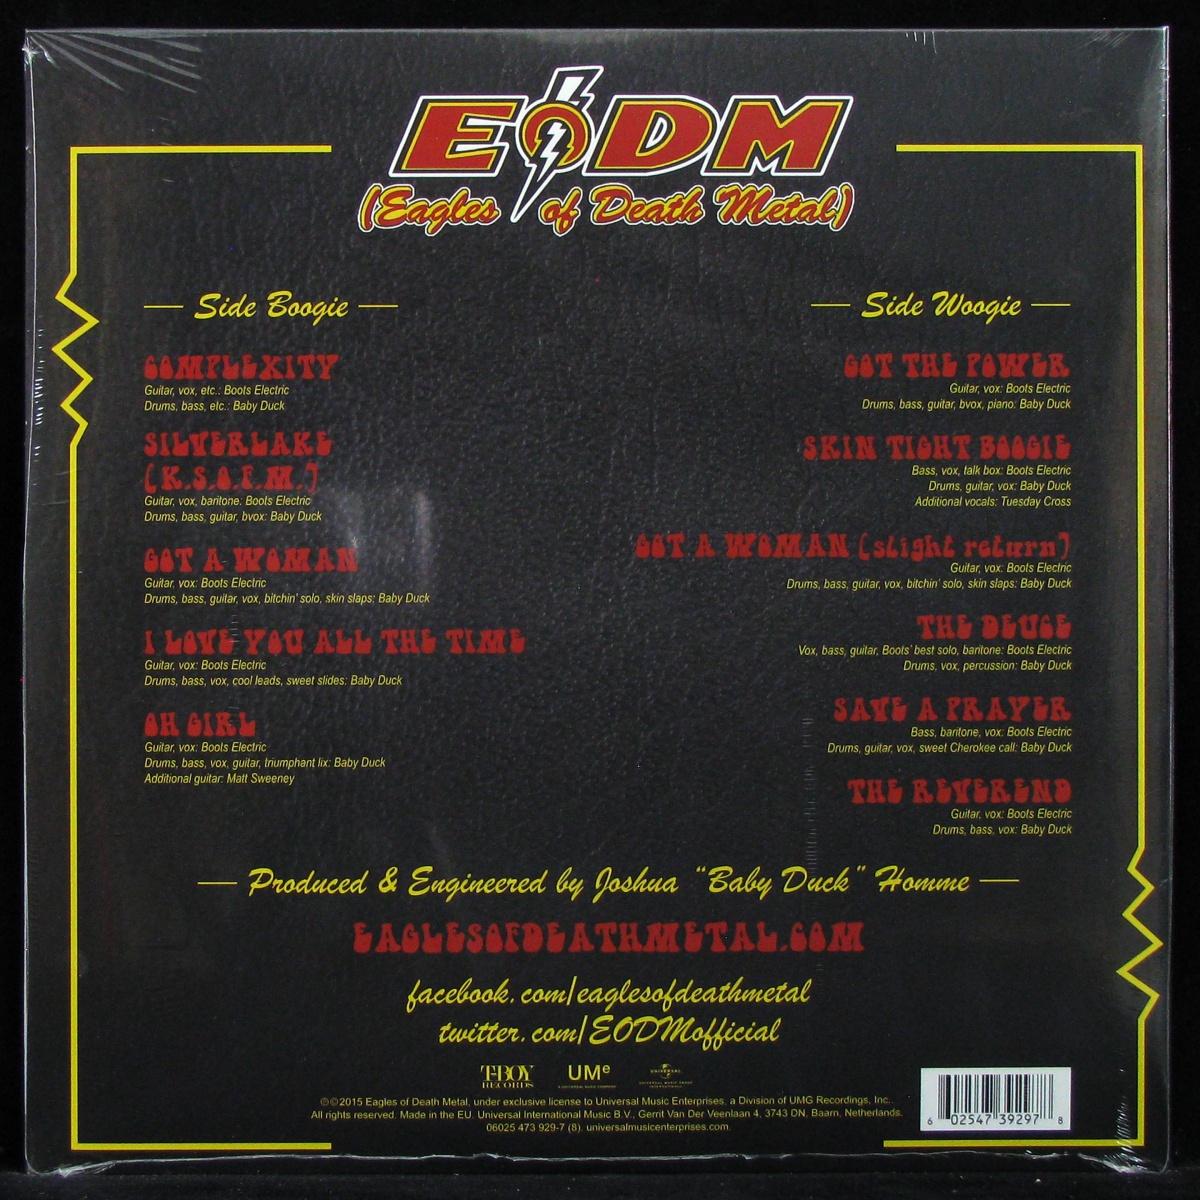 EODM
(Eagles of Death Metal)
Side Boogie
COMPLEXITY
Guitar, vox, etc.: Boots Electric
Drums, bass, etc.: Baby Duck
SILVERLAKE
(K.S.O.F.M.)
Guitar, vox, baritone: Boots Electric
Drums, bass, guitar, bvox: Baby Duck
GOT A WOMAN
Guitar, vox: Boots Electric
Drums, bass, guitar, vox, bitchin' solo, skin slaps: Baby Duck
I LOVE YOU ALL THE TIME
Guitar, vox: Boots Electric
Drums, bass, vox, cool leads, sweet slides: Baby Duck
OH GIRL
Guitar, vox: Boots Electric
Drums, bass, vox, guitar, triumphant lix: Baby Duck
Additional guitar: Matt Sweeney
Side Woogie
GOT THE POWER
Guitar, vox: Boots Electric
Drums, bass, guitar, bvox, piano: Baby Duck
SKIN TIGHT BOOGIE
Bass, vox, talk box: Boots Electric
Drums, guitar, vox: Baby Duck
Additional vocals: Tuesday Cross
GOT A WOMAN (slight return)
Guitar, vox: Boots Electric
Drums, bass, guitar, vox, bitchin' solo, skin slaps: Baby Duck
THE DEUCE
Vox, bass, guitar, Boots' best solo, baritone: Boots Electric
Drums, vox, percussion: Baby Duck
SAVE A PRAYER
Bass, baritone, vox: Boots Electric
Drums, guitar, vox, sweet Cherokee call: Baby Duck
THE REVEREND
Guitar, vox: Boots Electric
Drums, bass, vox: Baby Duck
Produced & Engineered by Joshua "Baby Duck" Homme
EAGLESOFDEATHMETAL.COM
facebook.com/eaglesofdeathmetal
twitter.com/EODMofficial
T-BOY RECORDS
UMe
A UNIVERSAL MUSIC COMPANY
UNIVERSAL
UNIVERSAL MUSIC GROUP INTERNATIONAL
℗©2015 Eagles of Death Metal, under exclusive license to Universal Music Enterprises, a Division of UMG Recordings, Inc.
All rights reserved. Made in the EU. Universal International Music B.V., Gerrit Van Der Veenlaan 4, 3743 DN, Baarn, Netherlands.
06025 473 929-7 (8). universalmusicenterprises.com.
6 02547 39297 8